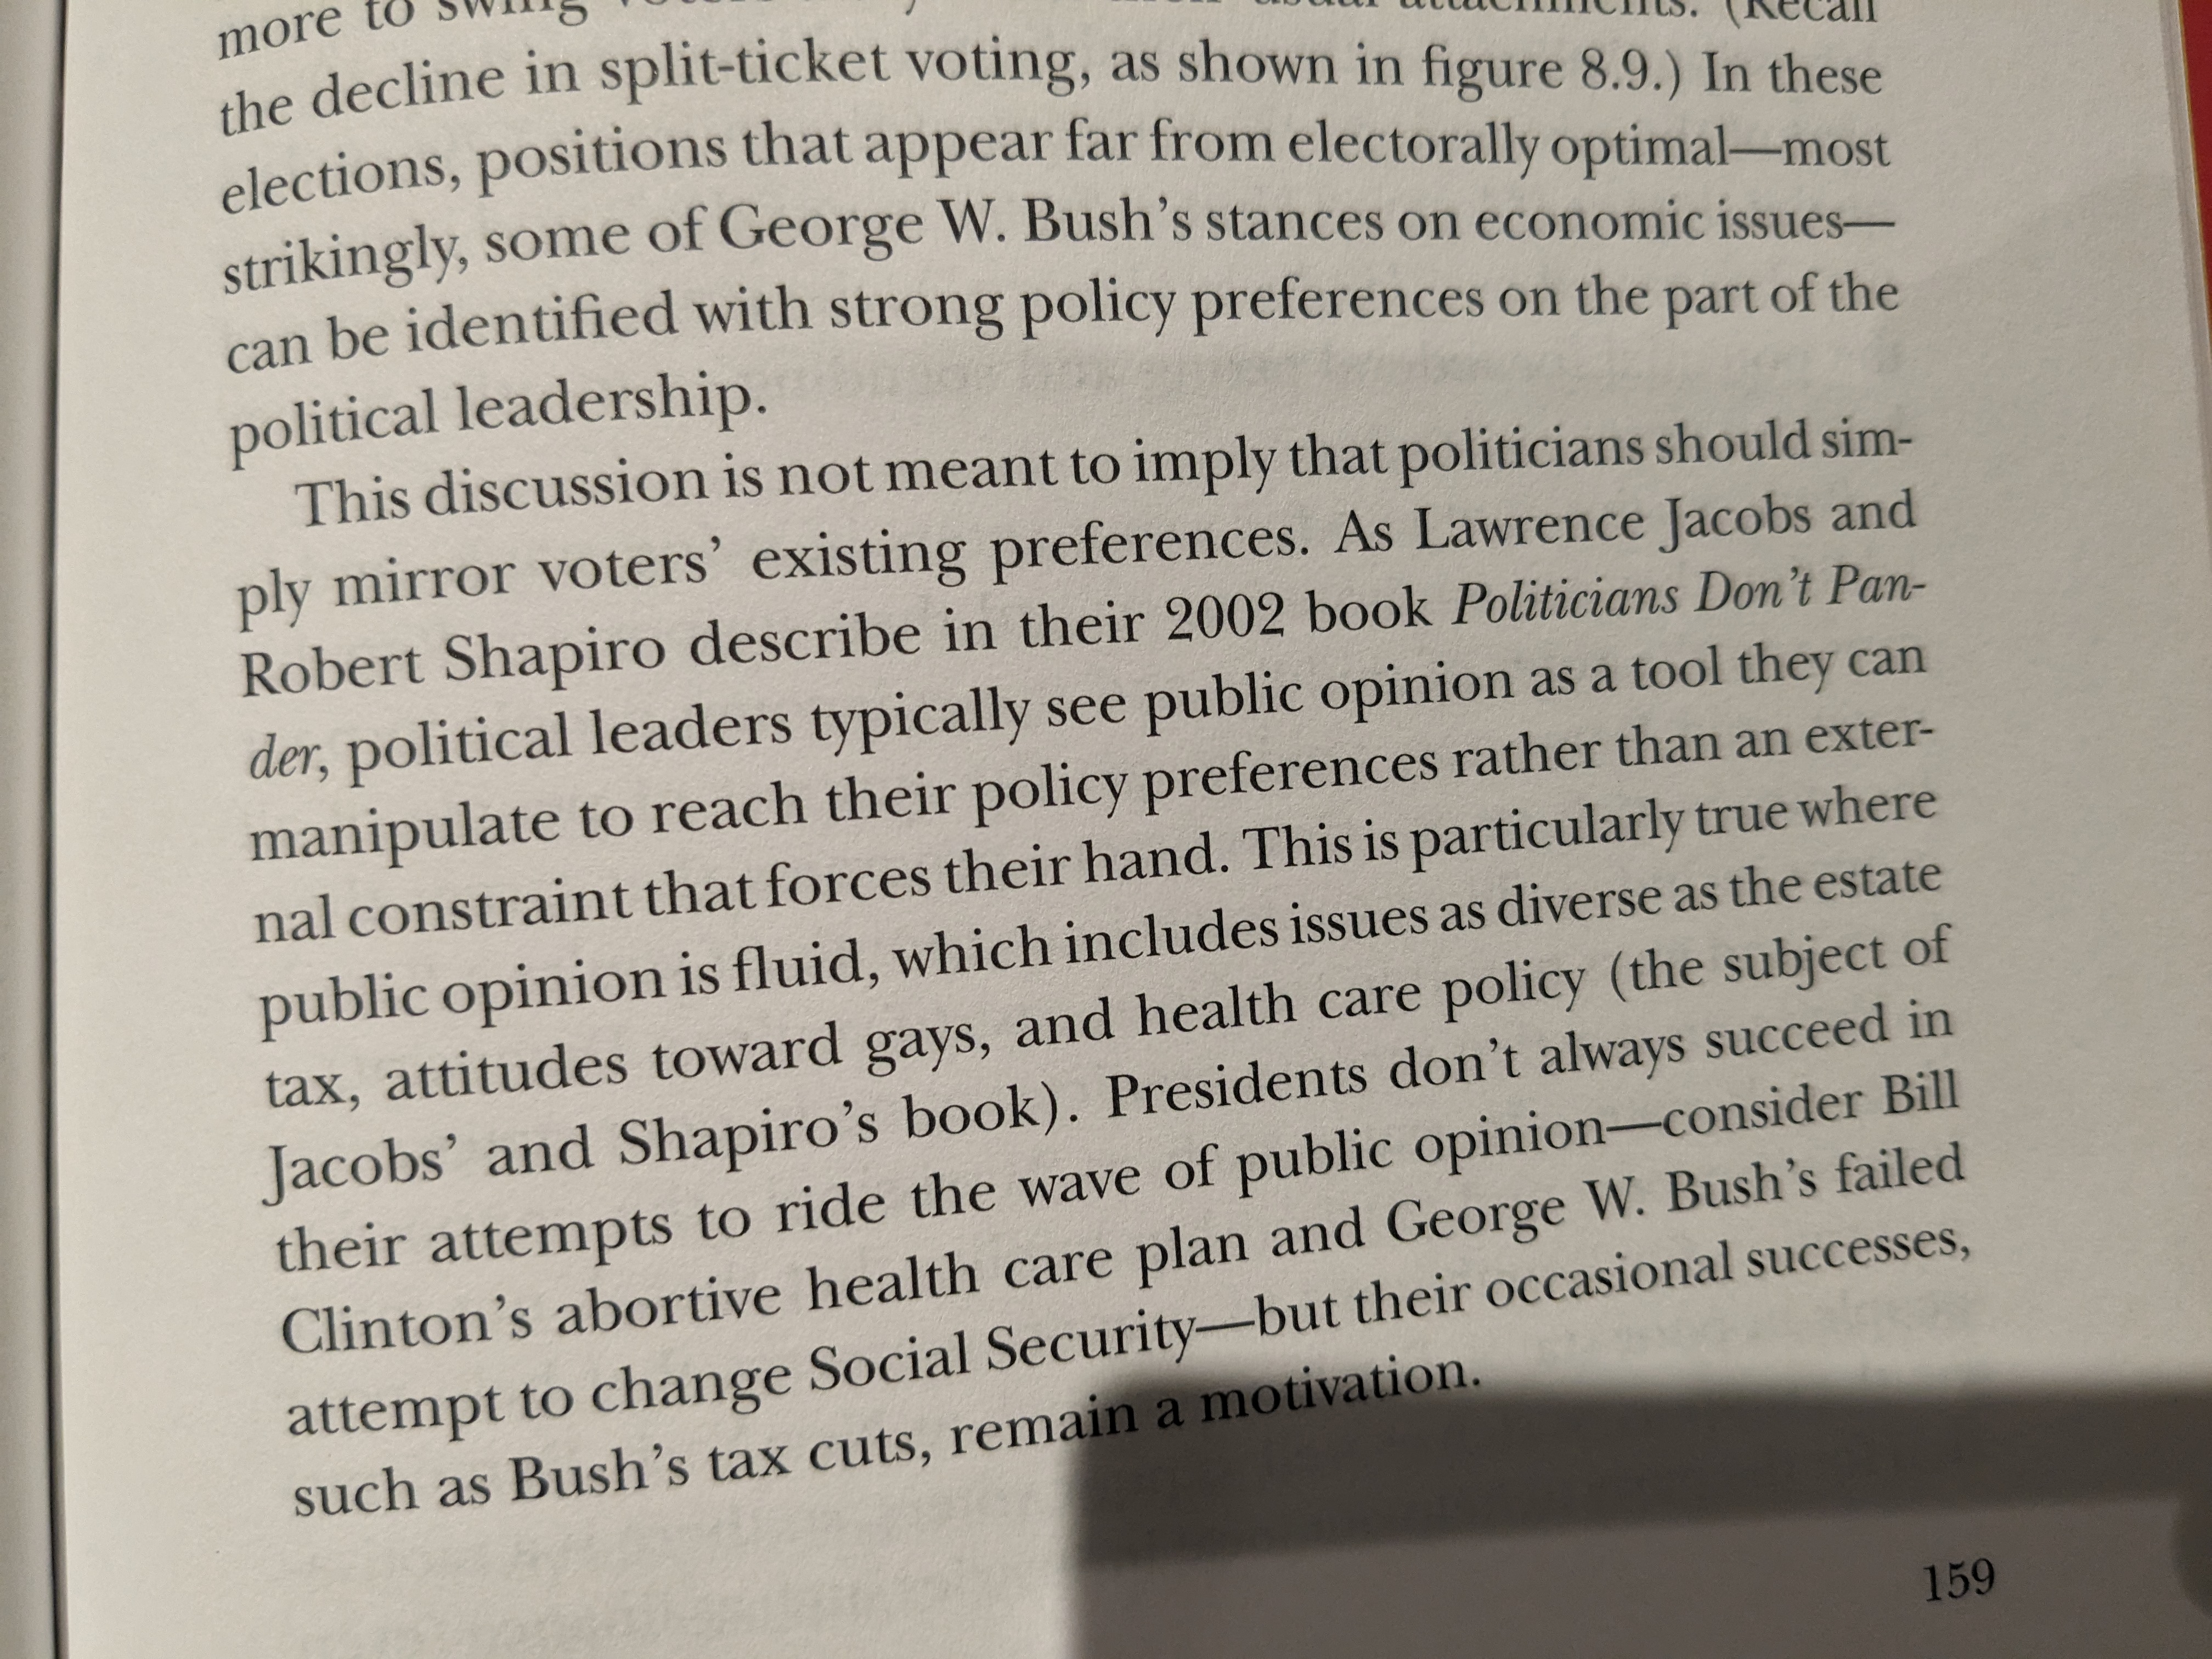 more to swing usual attachments. (Recall
the decline in split-ticket voting, as shown in figure 8.9.) In these
elections, positions that appear far from electorally optimal—most
strikingly, some of George W. Bush's stances on economic issues—
can be identified with strong policy preferences on the part of the
political leadership.
This discussion is not meant to imply that politicians should sim-
ply mirror voters' existing preferences. As Lawrence Jacobs and
Robert Shapiro describe in their 2002 book Politicians Don't Pan-
der, political leaders typically see public opinion as a tool they can
manipulate to reach their policy preferences rather than an exter-
nal constraint that forces their hand. This is particularly true where
public opinion is fluid, which includes issues as diverse as the estate
tax, attitudes toward gays, and health care policy (the subject of
Jacobs' and Shapiro's book). Presidents don't always succeed in
their attempts to ride the wave of public opinion—consider Bill
Clinton's abortive health care plan and George W. Bush's failed
attempt to change Social Security—but their occasional successes,
such as Bush's tax cuts, remain a motivation.
159